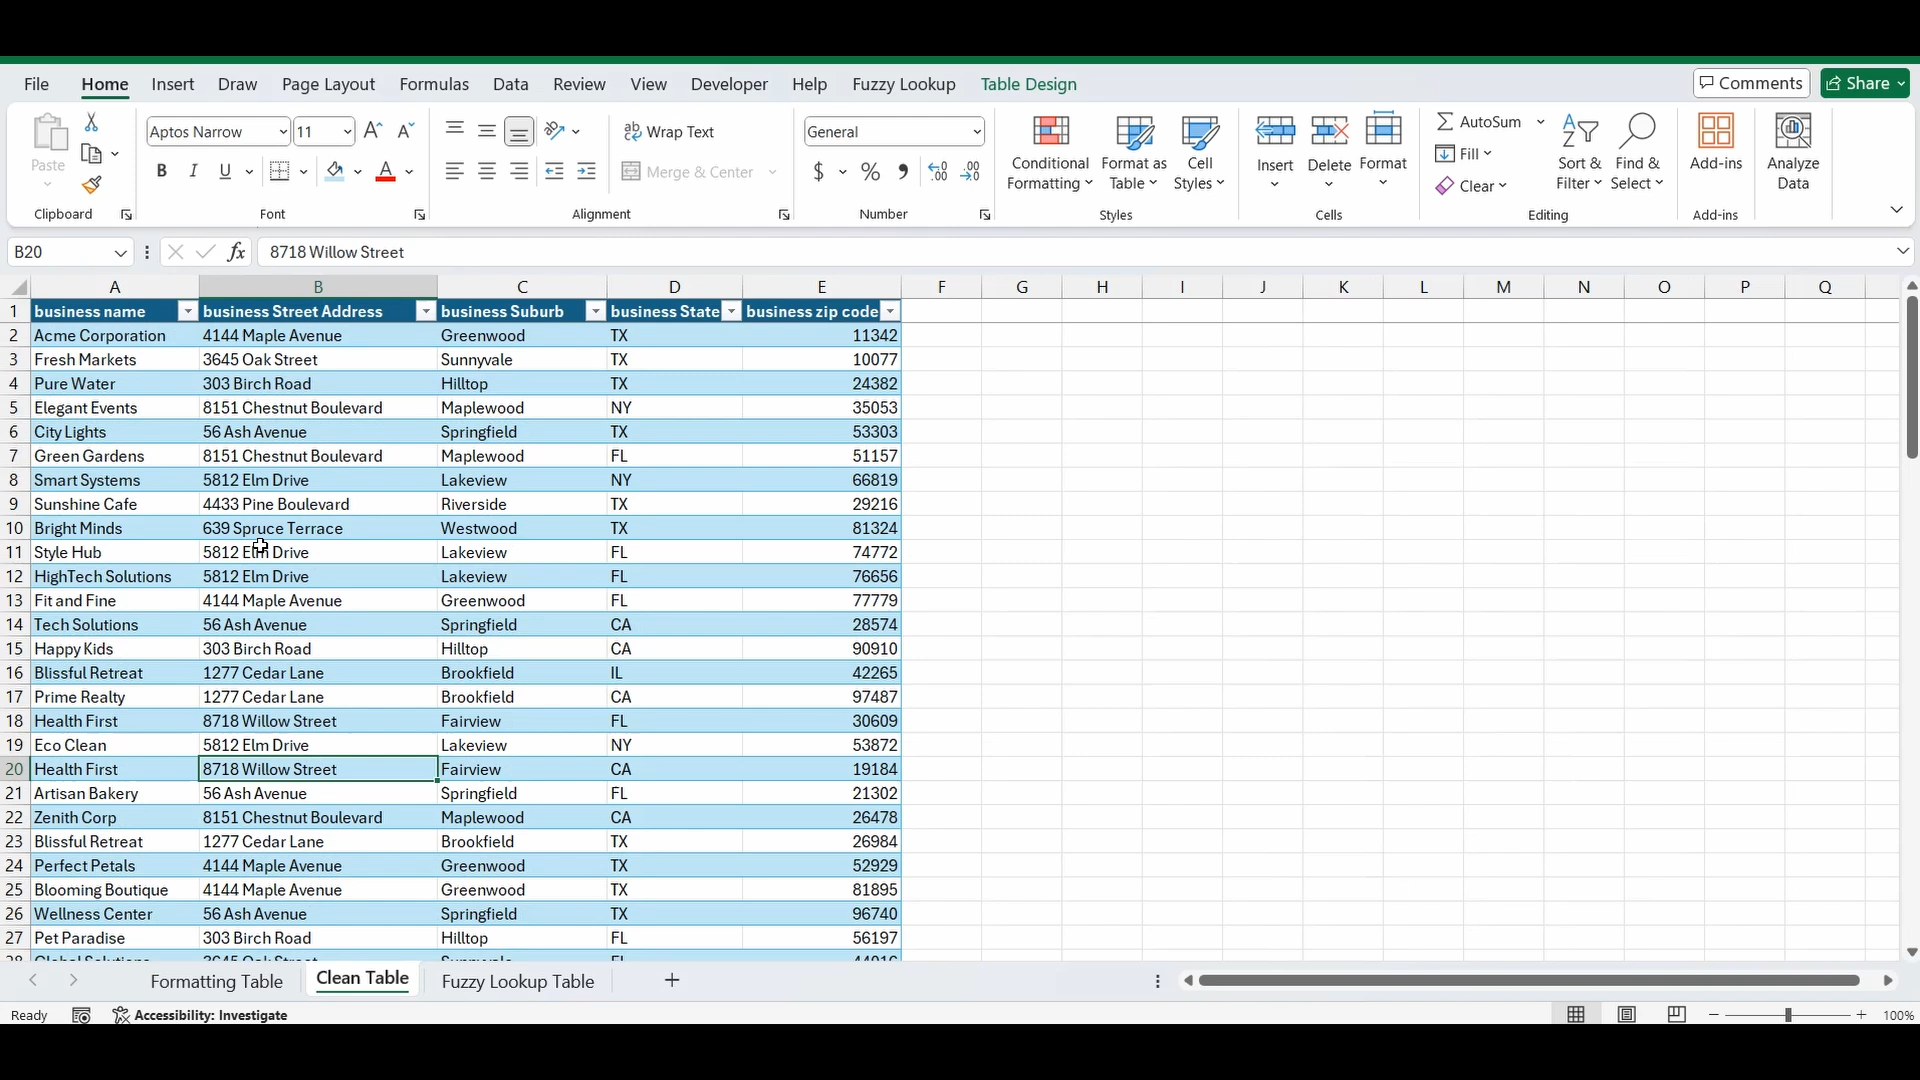 File Home Insert Draw Page Layout Formulas Data Review View Developer Help Fuzzy Lookup Table Design Comments Share
Paste
Clipboard
Aptos Narrow 11
B I U
Font
Wrap Text
Merge & Center
Alignment
General
$ % ,
Number
Conditional Formatting
Format as Table
Cell Styles
Styles
Insert Delete Format
Cells
AutoSum
Fill
Clear
Sort & Filter
Find & Select
Editing
Add-ins
Add-ins
Analyze Data
B20 fx 8718 Willow Street
A B C D E F G H I J K L M N O P Q
1 business name business Street Address business Suburb business State business zip code
2 Acme Corporation 4144 Maple Avenue Greenwood TX 11342
3 Fresh Markets 3645 Oak Street Sunnyvale TX 10077
4 Pure Water 303 Birch Road Hilltop TX 24382
5 Elegant Events 8151 Chestnut Boulevard Maplewood NY 35053
6 City Lights 56 Ash Avenue Springfield TX 53303
7 Green Gardens 8151 Chestnut Boulevard Maplewood FL 51157
8 Smart Systems 5812 Elm Drive Lakeview NY 66819
9 Sunshine Cafe 4433 Pine Boulevard Riverside TX 29216
10 Bright Minds 639 Spruce Terrace Westwood TX 81324
11 Style Hub 5812 Elm Drive Lakeview FL 74772
12 HighTech Solutions 5812 Elm Drive Lakeview FL 76656
13 Fit and Fine 4144 Maple Avenue Greenwood FL 77779
14 Tech Solutions 56 Ash Avenue Springfield CA 28574
15 Happy Kids 303 Birch Road Hilltop CA 90910
16 Blissful Retreat 1277 Cedar Lane Brookfield IL 42265
17 Prime Realty 1277 Cedar Lane Brookfield CA 97487
18 Health First 8718 Willow Street Fairview FL 30609
19 Eco Clean 5812 Elm Drive Lakeview NY 53872
20 Health First 8718 Willow Street Fairview CA 19184
21 Artisan Bakery 56 Ash Avenue Springfield FL 21302
22 Zenith Corp 8151 Chestnut Boulevard Maplewood CA 26478
23 Blissful Retreat 1277 Cedar Lane Brookfield TX 26984
24 Perfect Petals 4144 Maple Avenue Greenwood TX 52929
25 Blooming Boutique 4144 Maple Avenue Greenwood TX 81895
26 Wellness Center 56 Ash Avenue Springfield TX 96740
27 Pet Paradise 303 Birch Road Hilltop FL 56197
Formatting Table Clean Table Fuzzy Lookup Table
Ready Accessibility: Investigate 100%